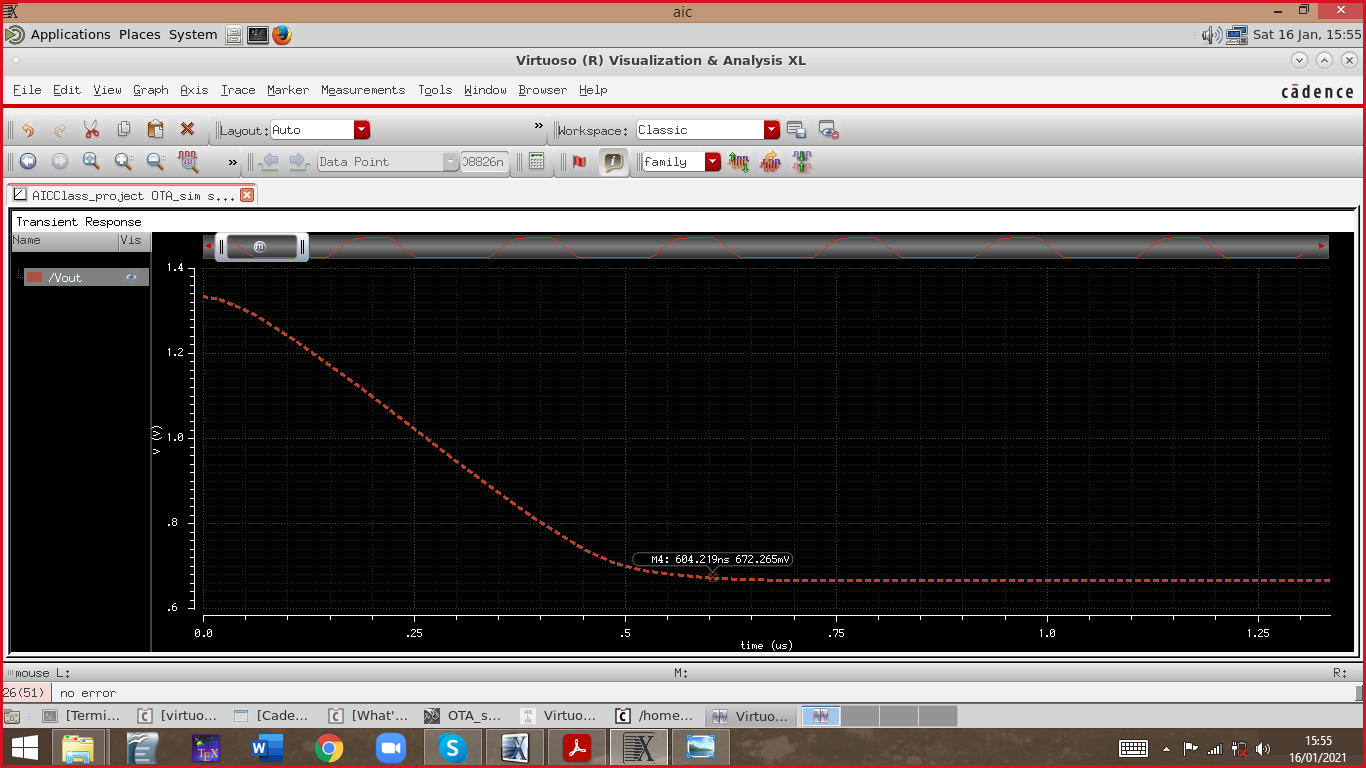 aic
Applications Places System
Sat 16 Jan, 15:55
Virtuoso (R) Visualization & Analysis XL
File Edit View Graph Axis Trace Marker Measurements Tools Window Browser Help
cādence
Layout: Auto
» Workspace: Classic
» Data Point
family
AICClass_project OTA_sim s...
Transient Response
Name Vis
/Vout
1.4
1.2
1.0
.8
.6
V (V)
M4: 604.219ns 672.265mV
0.0 .25 .5 .75 1.0 1.25
time (us)
mouse L: M: R:
26(51) no error
[Termi... [virtuo... [Cade... [What'... OTA_s... Virtuo... /home... Virtuo...
15:55
16/01/2021